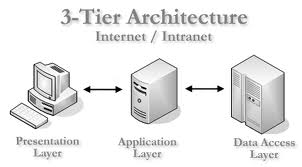 3-Tier Architecture
Internet / Intranet
Presentation
Layer
Application
Layer
Data Access
Layer